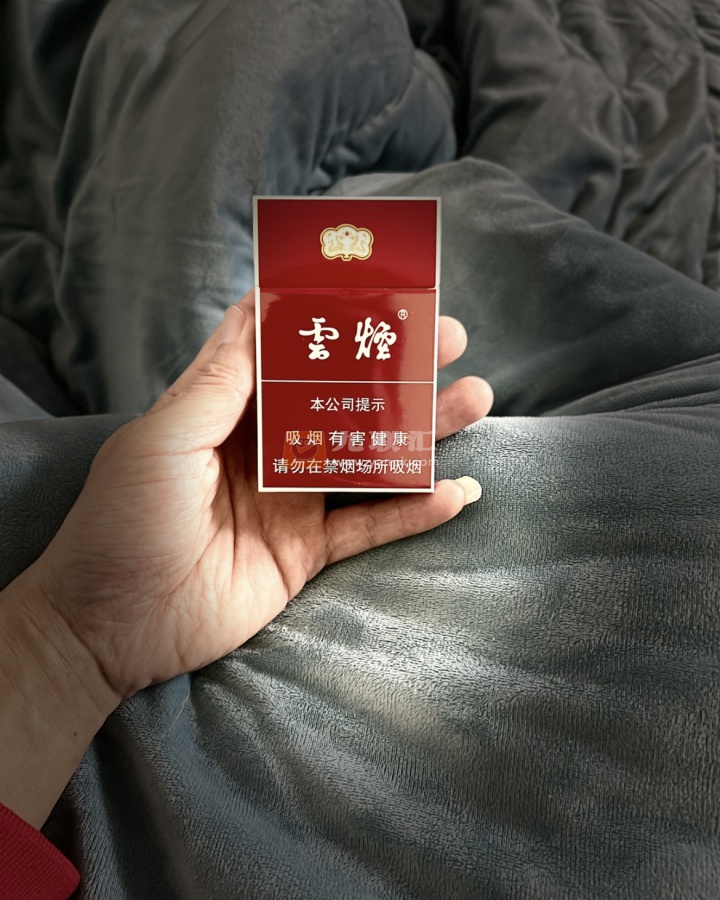 雲煙®
本公司提示
吸烟有害健康
请勿在禁烟场所吸烟